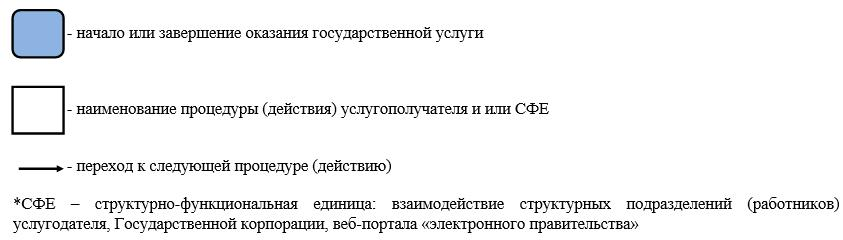 - начало или завершение оказания государственной услуги
- наименование процедуры (действия) услугополучателя и или СФЕ
- переход к следующей процедуре (действию)
*СФЕ – структурно-функциональная единица: взаимодействие структурных подразделений (работников)
услугодателя, Государственной корпорации, веб-портала «электронного правительства»